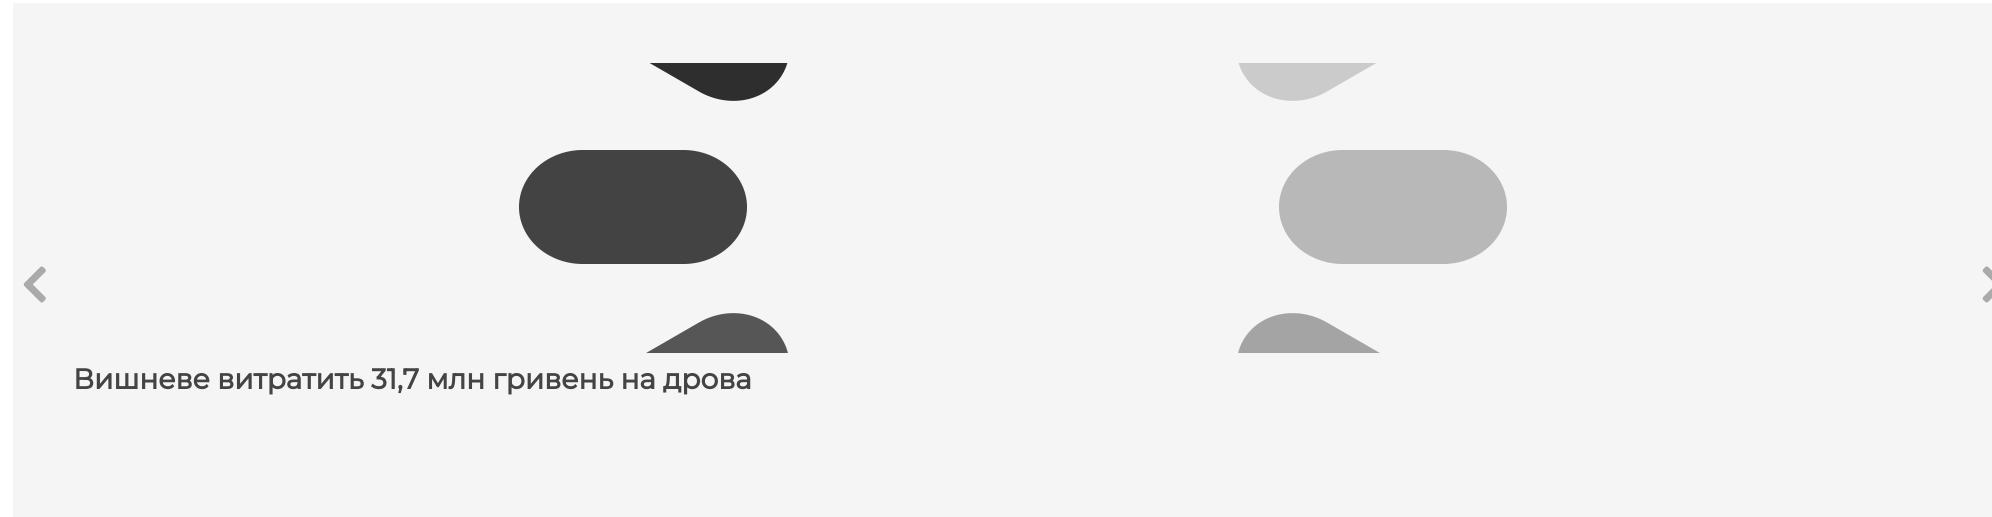 Вишневе витратить 31,7 млн гривень на дрова